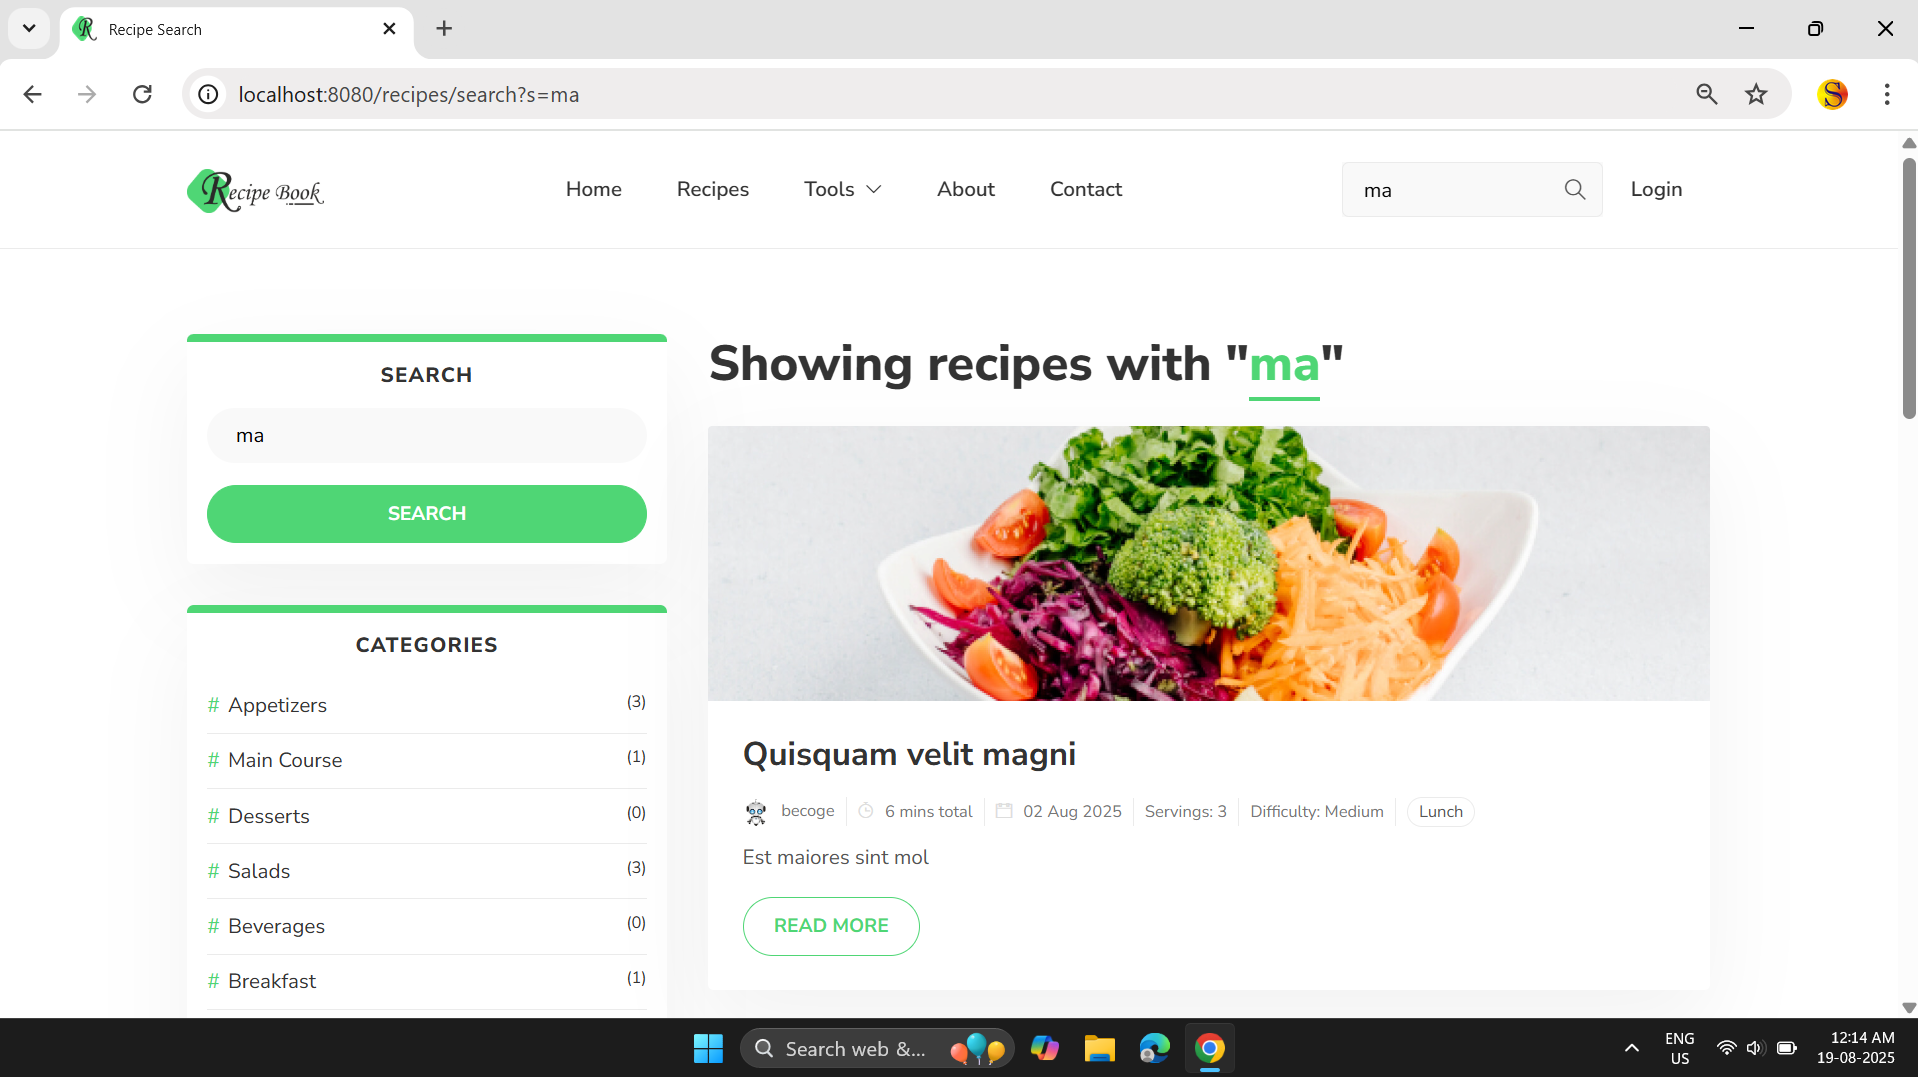 Recipe Search
localhost:8080/recipes/search?s=ma
Recipe Book
Home
Recipes
Tools
About
Contact
ma
Login
SEARCH
ma
SEARCH
CATEGORIES
# Appetizers (3)
# Main Course (1)
# Desserts (0)
# Salads (3)
# Beverages (0)
# Breakfast (1)
Showing recipes with "ma"
Quisquam velit magni
becoge
6 mins total
02 Aug 2025
Servings: 3
Difficulty: Medium
Lunch
Est maiores sint mol
READ MORE
Search web &...
ENG
US
12:14 AM
19-08-2025